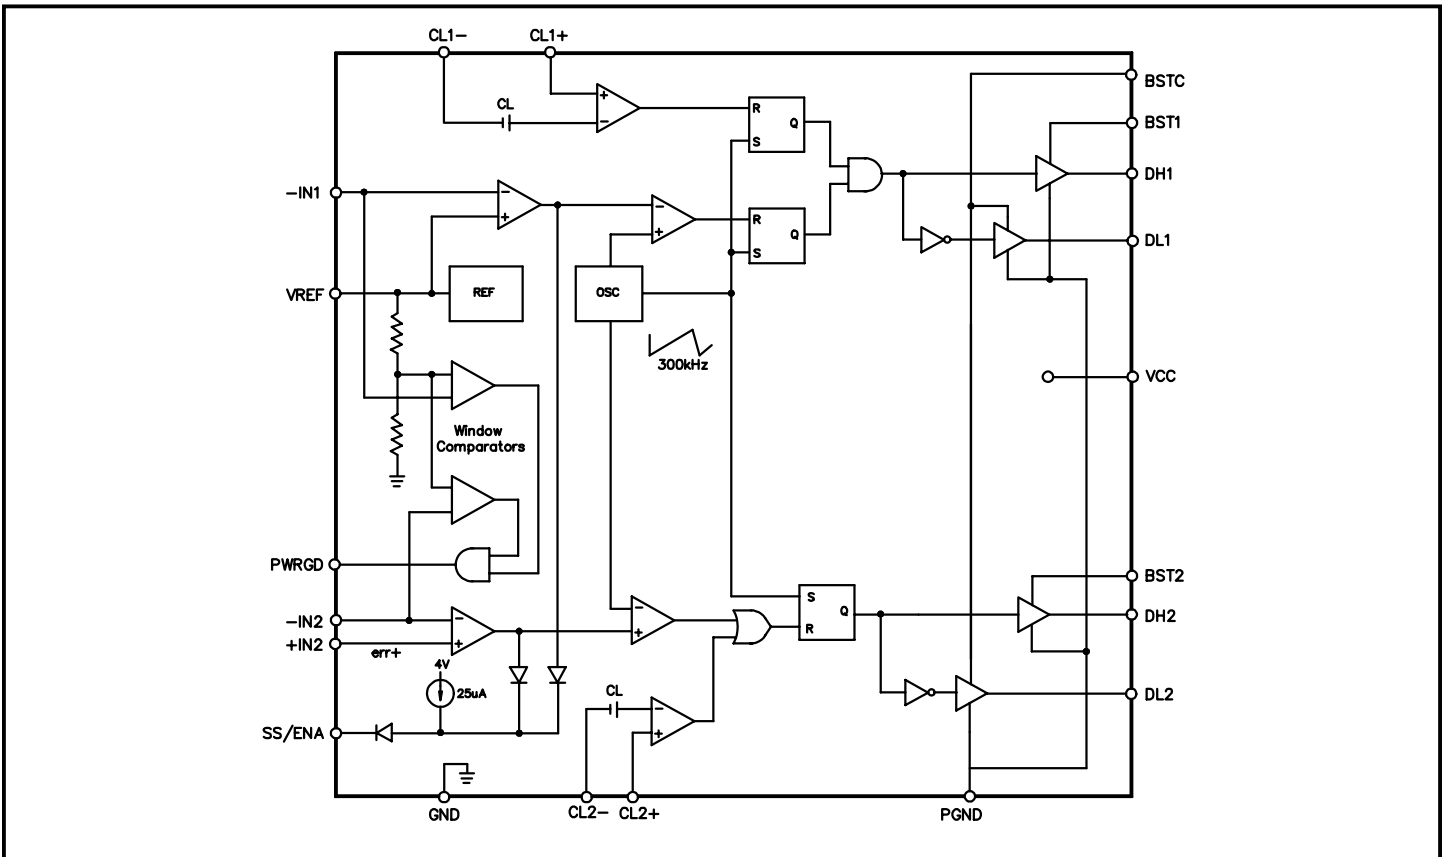 CL1-
CL1+
BSTC
CL
+
-
R
Q
S
BST1
DH1
-IN1
-
+
-
+
R
Q
S
DL1
VREF
REF
OSC
300kHz
VCC
Window
Comparators
PWRGD
BST2
-IN2
+IN2
-
+
err+
-
+
S
Q
R
DH2
4V
25uA
CL
-
+
DL2
SS/ENA
GND
CL2-
CL2+
PGND